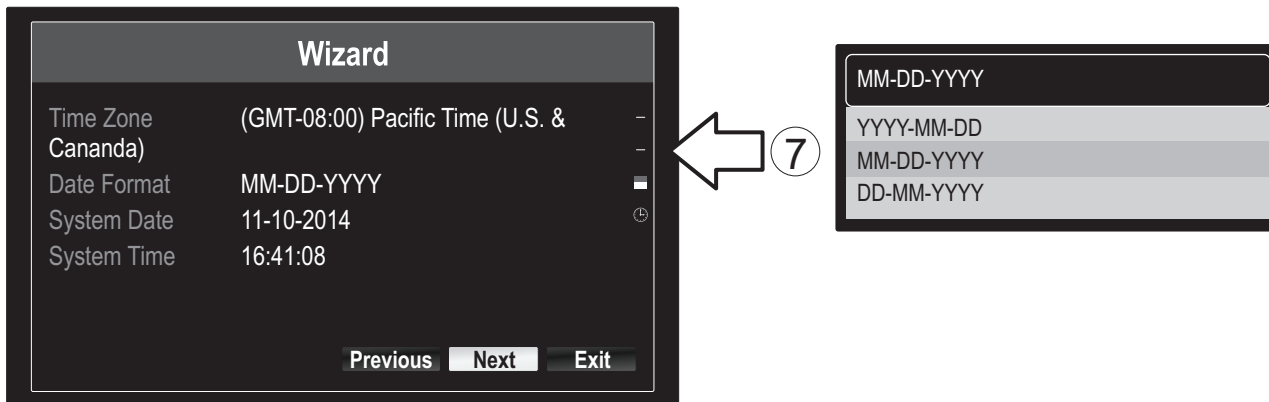 Wizard
Time Zone (GMT-08:00) Pacific Time (U.S. &
Cananda)
Date Format MM-DD-YYYY
System Date 11-10-2014
System Time 16:41:08
Previous Next Exit
7
MM-DD-YYYY
YYYY-MM-DD
MM-DD-YYYY
DD-MM-YYYY